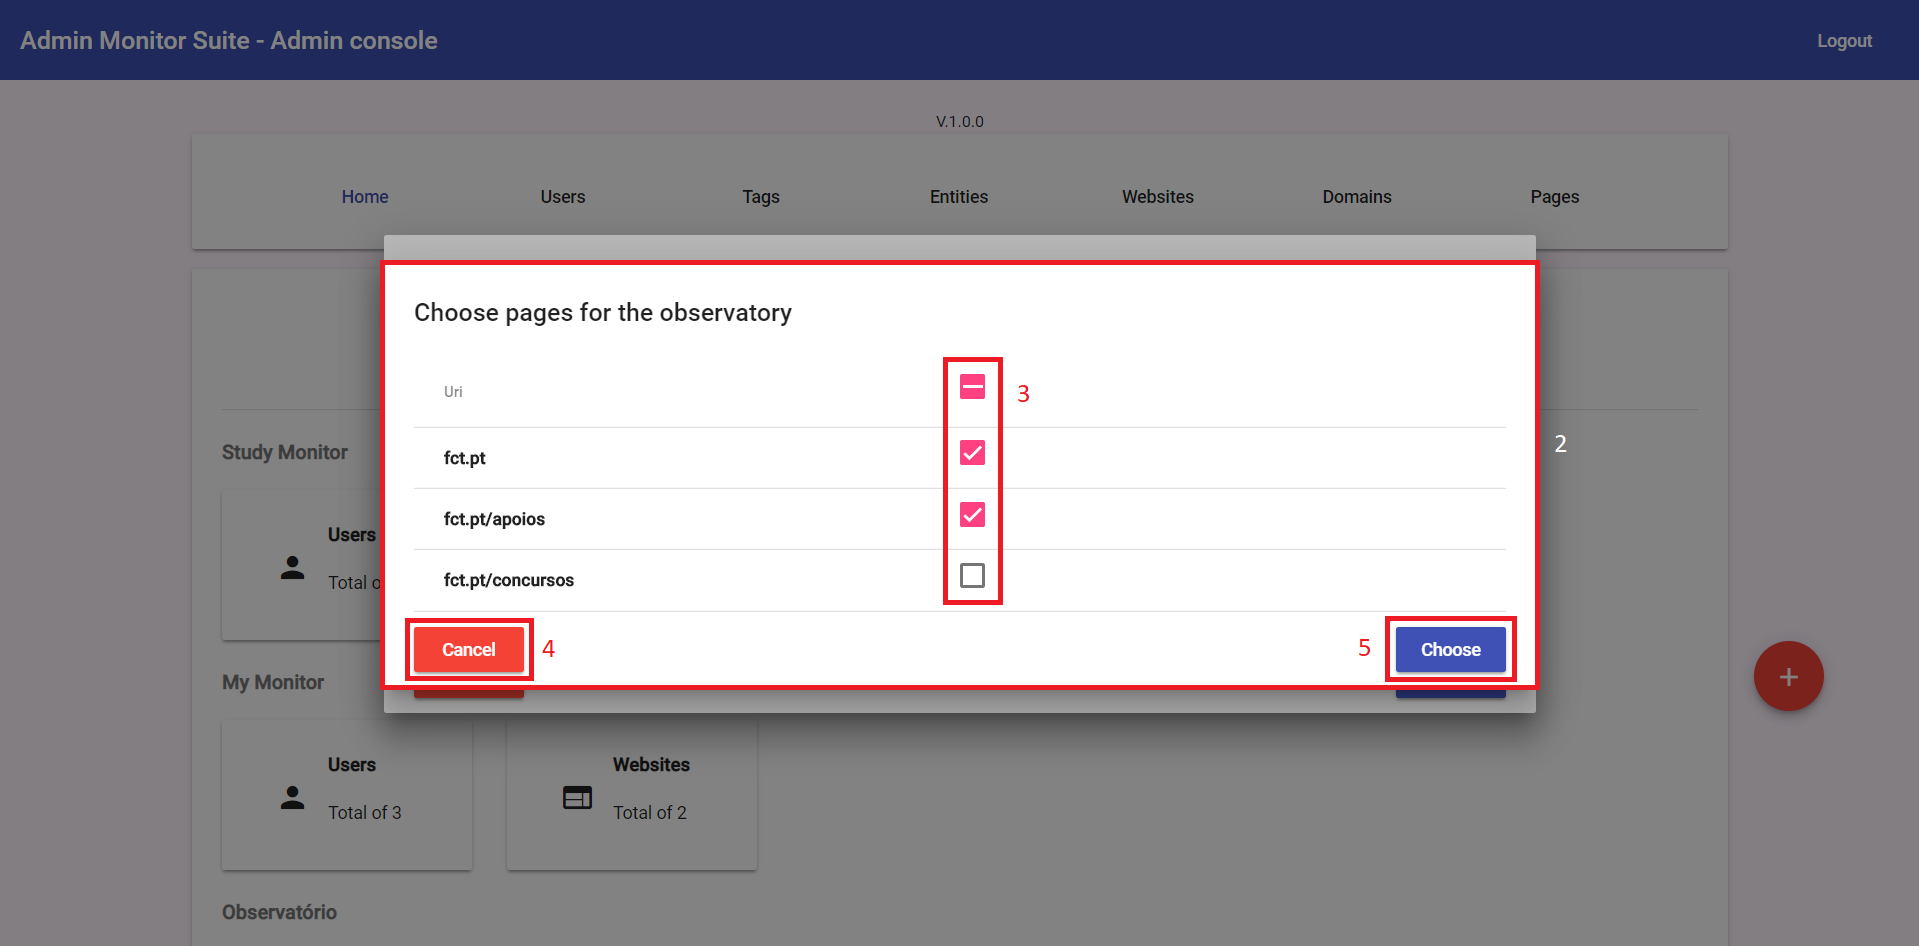 Admin Monitor Suite - Admin console
Logout
V.1.0.0
Home Users Tags Entities Websites Domains Pages
Choose pages for the observatory
Uri
3
2
fct.pt
fct.pt/apoios
fct.pt/concursos
Cancel
4
5
Choose
Study Monitor
Users
Total o
My Monitor
Users
Total of 3
Websites
Total of 2
Observatório
+